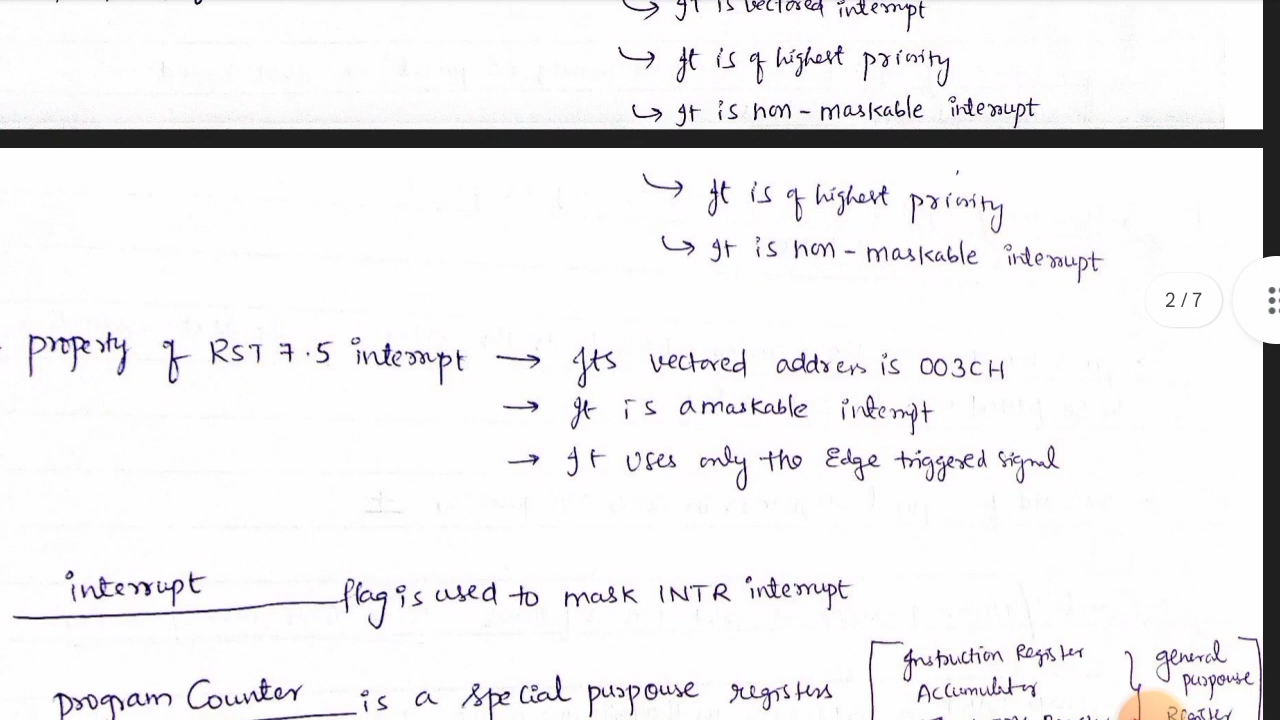 It is vectored interrupt
↳ It is of highest priority
↳ It is non-maskable interrupt
↳ It is of highest priority
↳ It is non-maskable interrupt
2 / 7
property of RST 7.5 interrupt → Its vectored address is 003CH
→ It is a maskable interrupt
→ It uses only the Edge triggered signal
interrupt flag is used to mask INTR interrupt
program Counter is a special purpouse registers
Instruction Register
Accumulator
general
purpouse